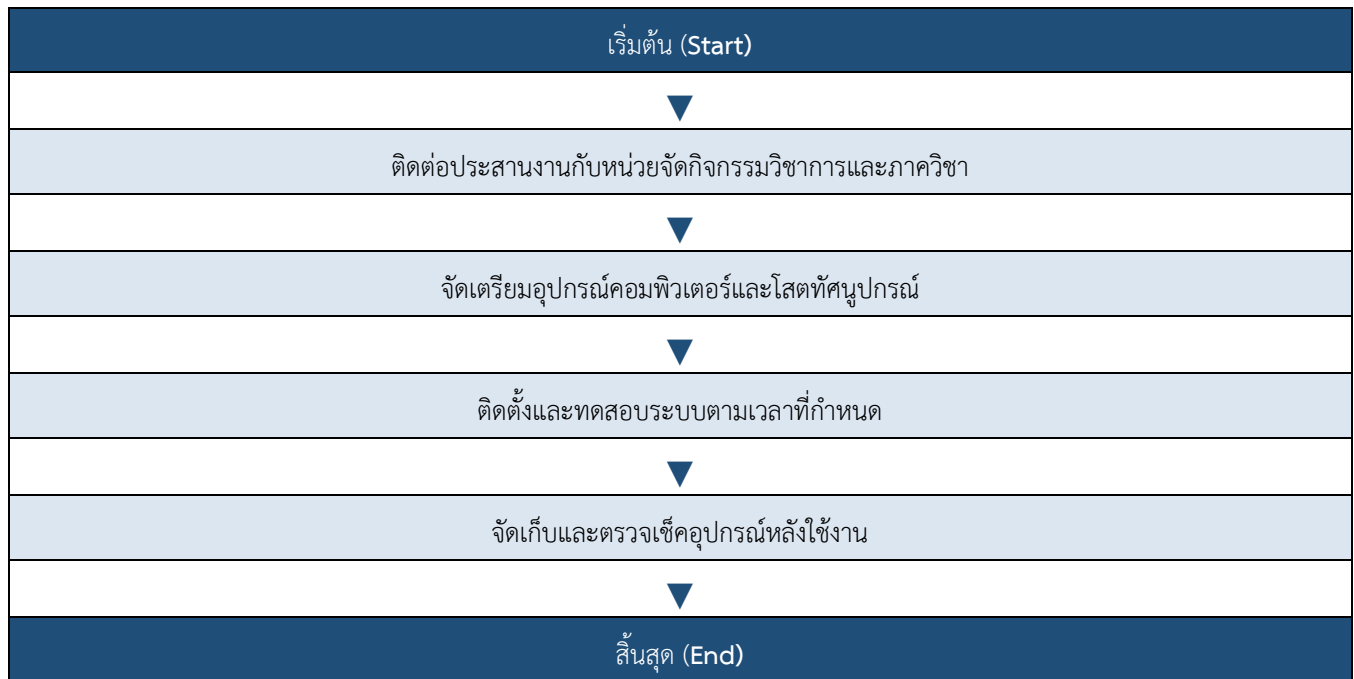 เริ่มต้น (Start)
ติดต่อประสานงานกับหน่วยจัดกิจกรรมวิชาการและภาควิชา
จัดเตรียมอุปกรณ์คอมพิวเตอร์และโสตทัศนูปกรณ์
ติดตั้งและทดสอบระบบตามเวลาที่กำหนด
จัดเก็บและตรวจเช็คอุปกรณ์หลังใช้งาน
สิ้นสุด (End)